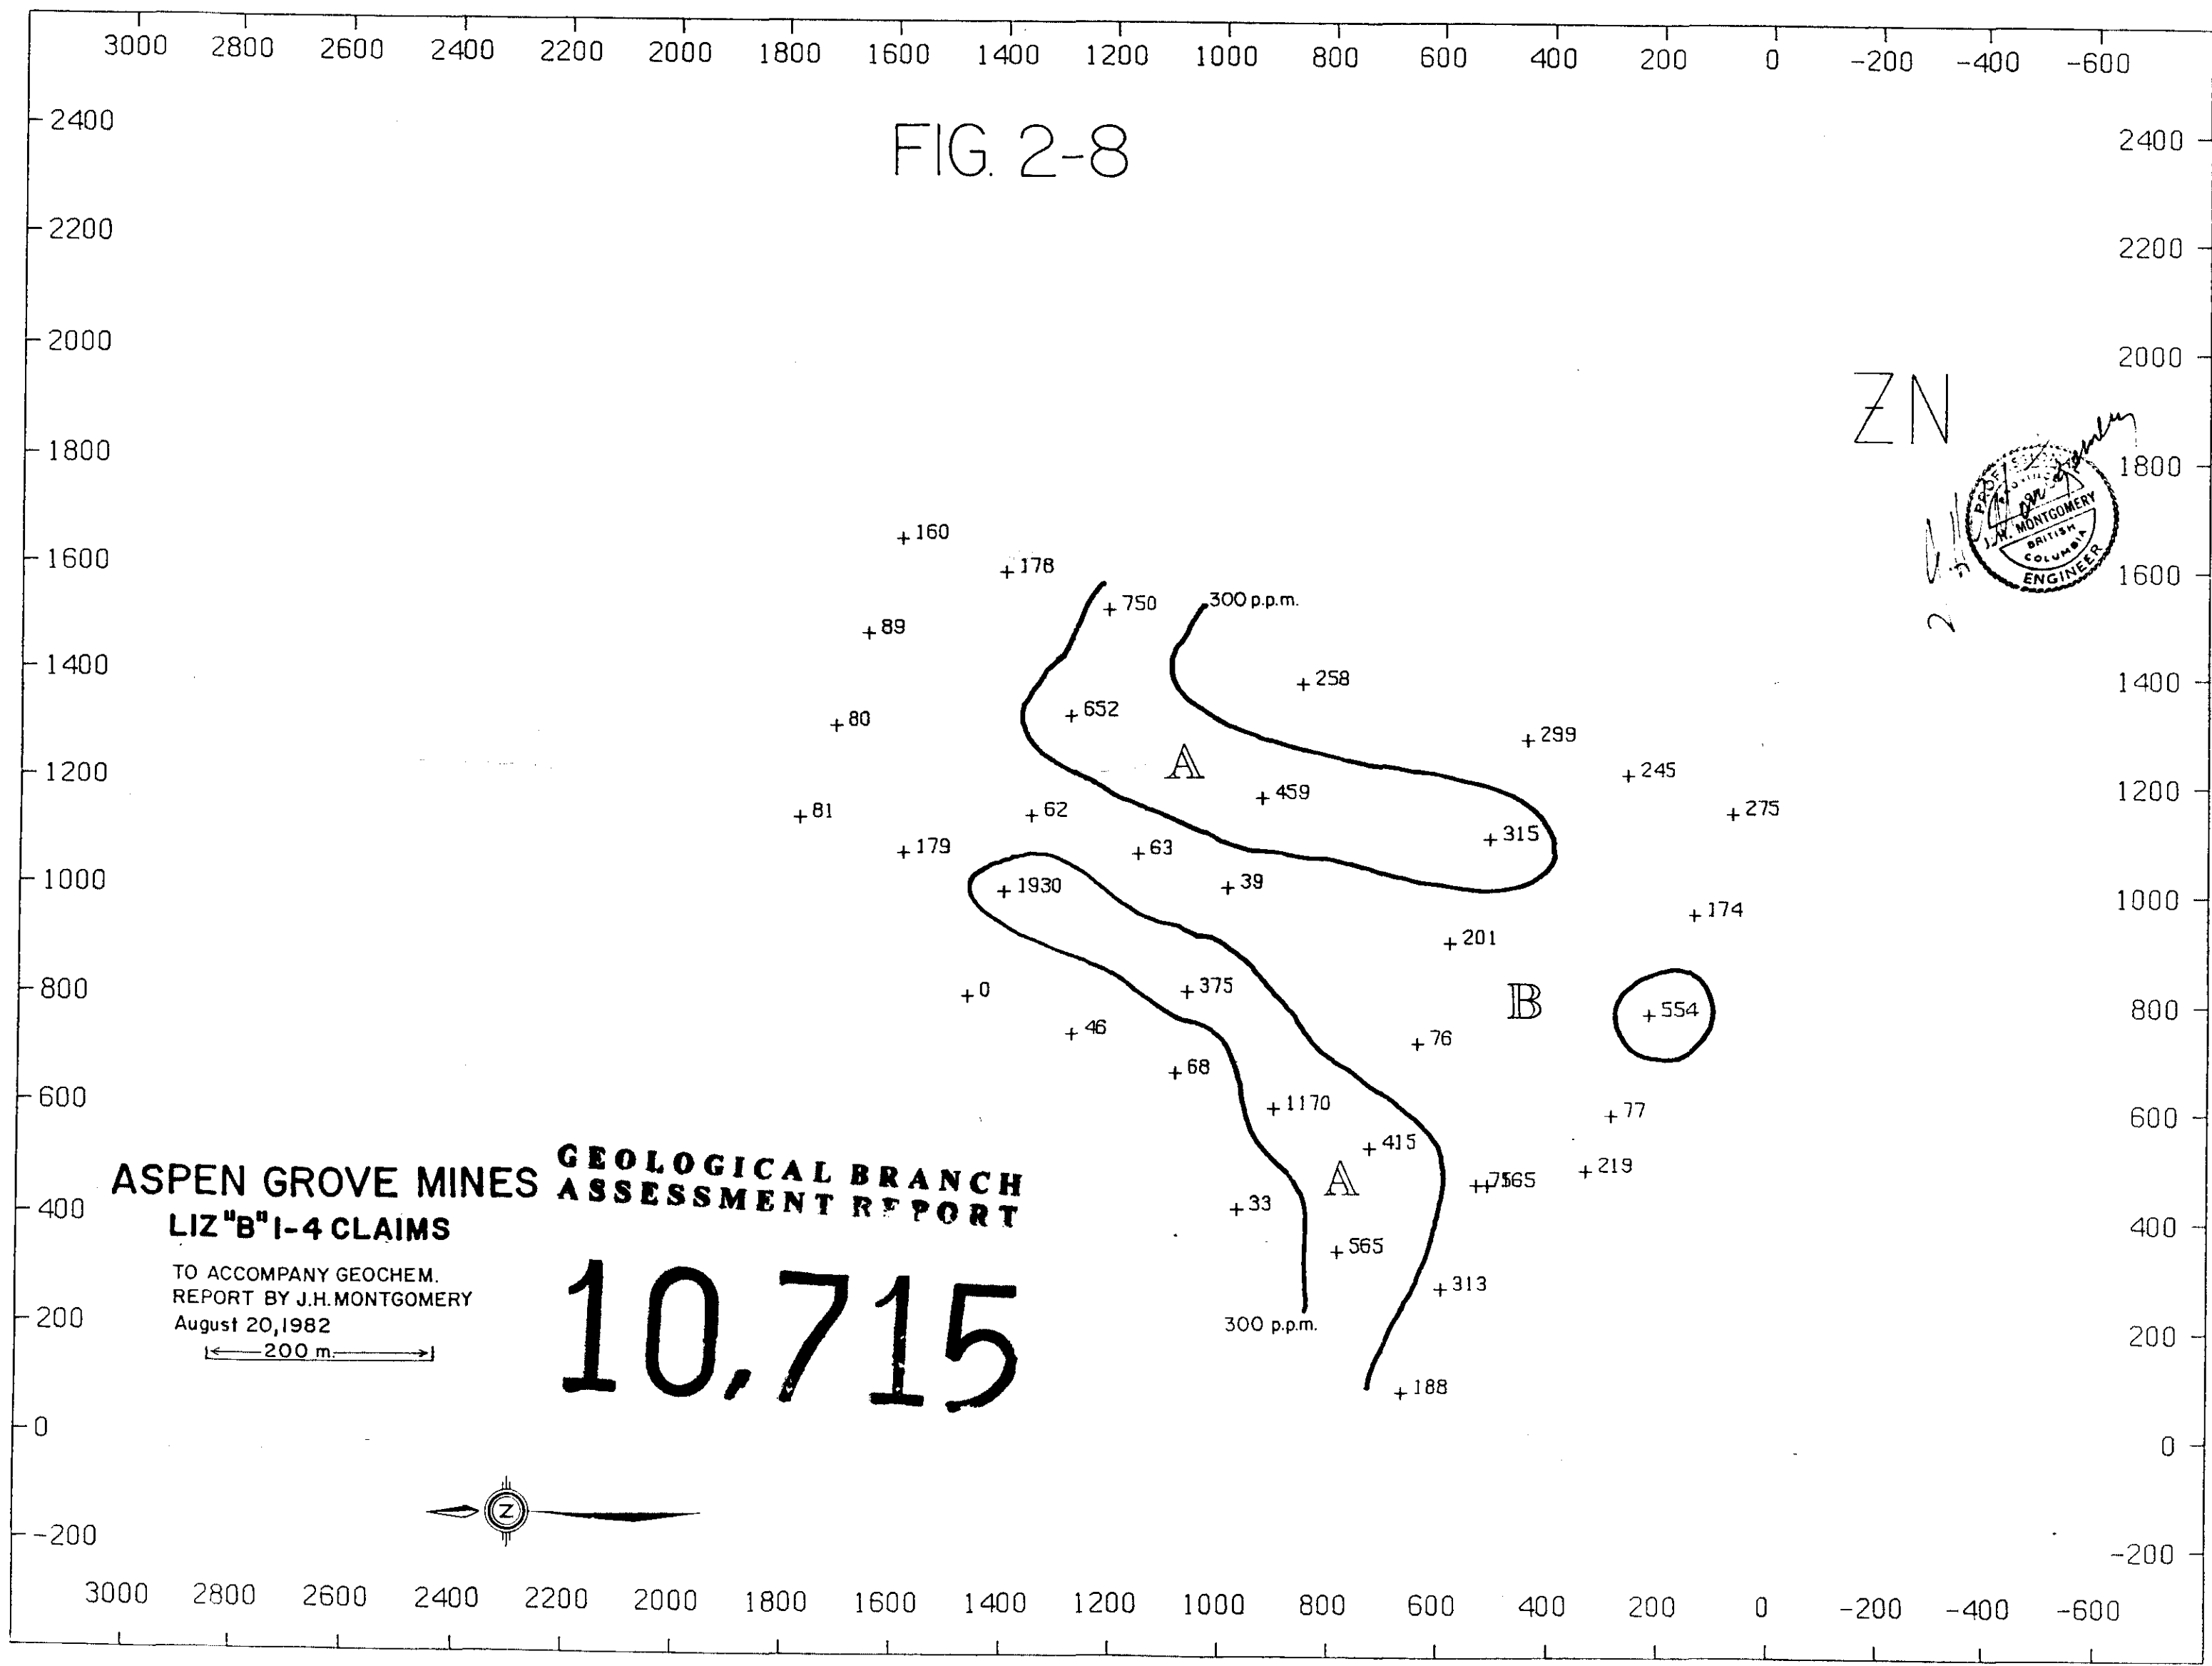 3000 2800 2600 2400 2200 2000 1800 1600 1400 1200 1000 800 600 400 200 0 -200 -400 -600
2400 2400
FIG. 2-8
2200 2200
2000 2000
ZN
1800 1800
PROFESSIONAL
J. H. MONTGOMERY
BRITISH
COLUMBIA
ENGINEER
160
1600 1600
178
750
300 p.p.m.
89
1400 1400
258
652
80
299
A
245
1200 1200
459
275
81
62
315
179
63
1000 1000
1930
39
174
201
800 800
0
375
B
554
46
76
68
600 600
1170
77
415
219
ASPEN GROVE MINES
GEOLOGICAL BRANCH
ASSESSMENT REPORT
A
400 400
33
LIZ "B" 1-4 CLAIMS
565
TO ACCOMPANY GEOCHEM.
REPORT BY J.H. MONTGOMERY
August 20, 1982
200 m.
10,715
313
200 200
300 p.p.m.
188
0 0
Z
-200 -200
3000 2800 2600 2400 2200 2000 1800 1600 1400 1200 1000 800 600 400 200 0 -200 -400 -600